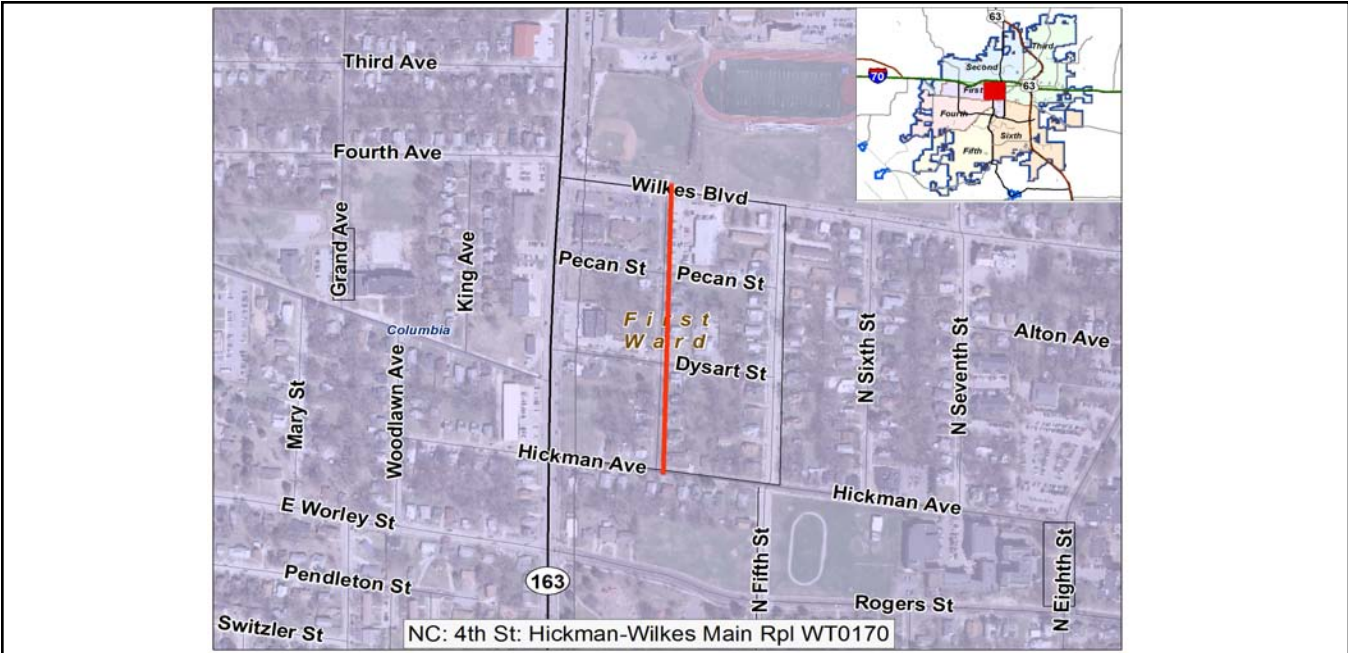 63
Third
Second
70
First
63
Fourth
Sixth
Fifth
Third Ave
Fourth Ave
Wilkes Blvd
Grand Ave
King Ave
Pecan St
Pecan St
First
Ward
Columbia
Alton Ave
Dysart St
N Sixth St
N Seventh St
Mary St
Woodlawn Ave
Hickman Ave
Hickman Ave
E Worley St
N Fifth St
N Eighth St
Pendleton St
163
Rogers St
Switzler St
NC: 4th St: Hickman-Wilkes Main Rpl WT0170